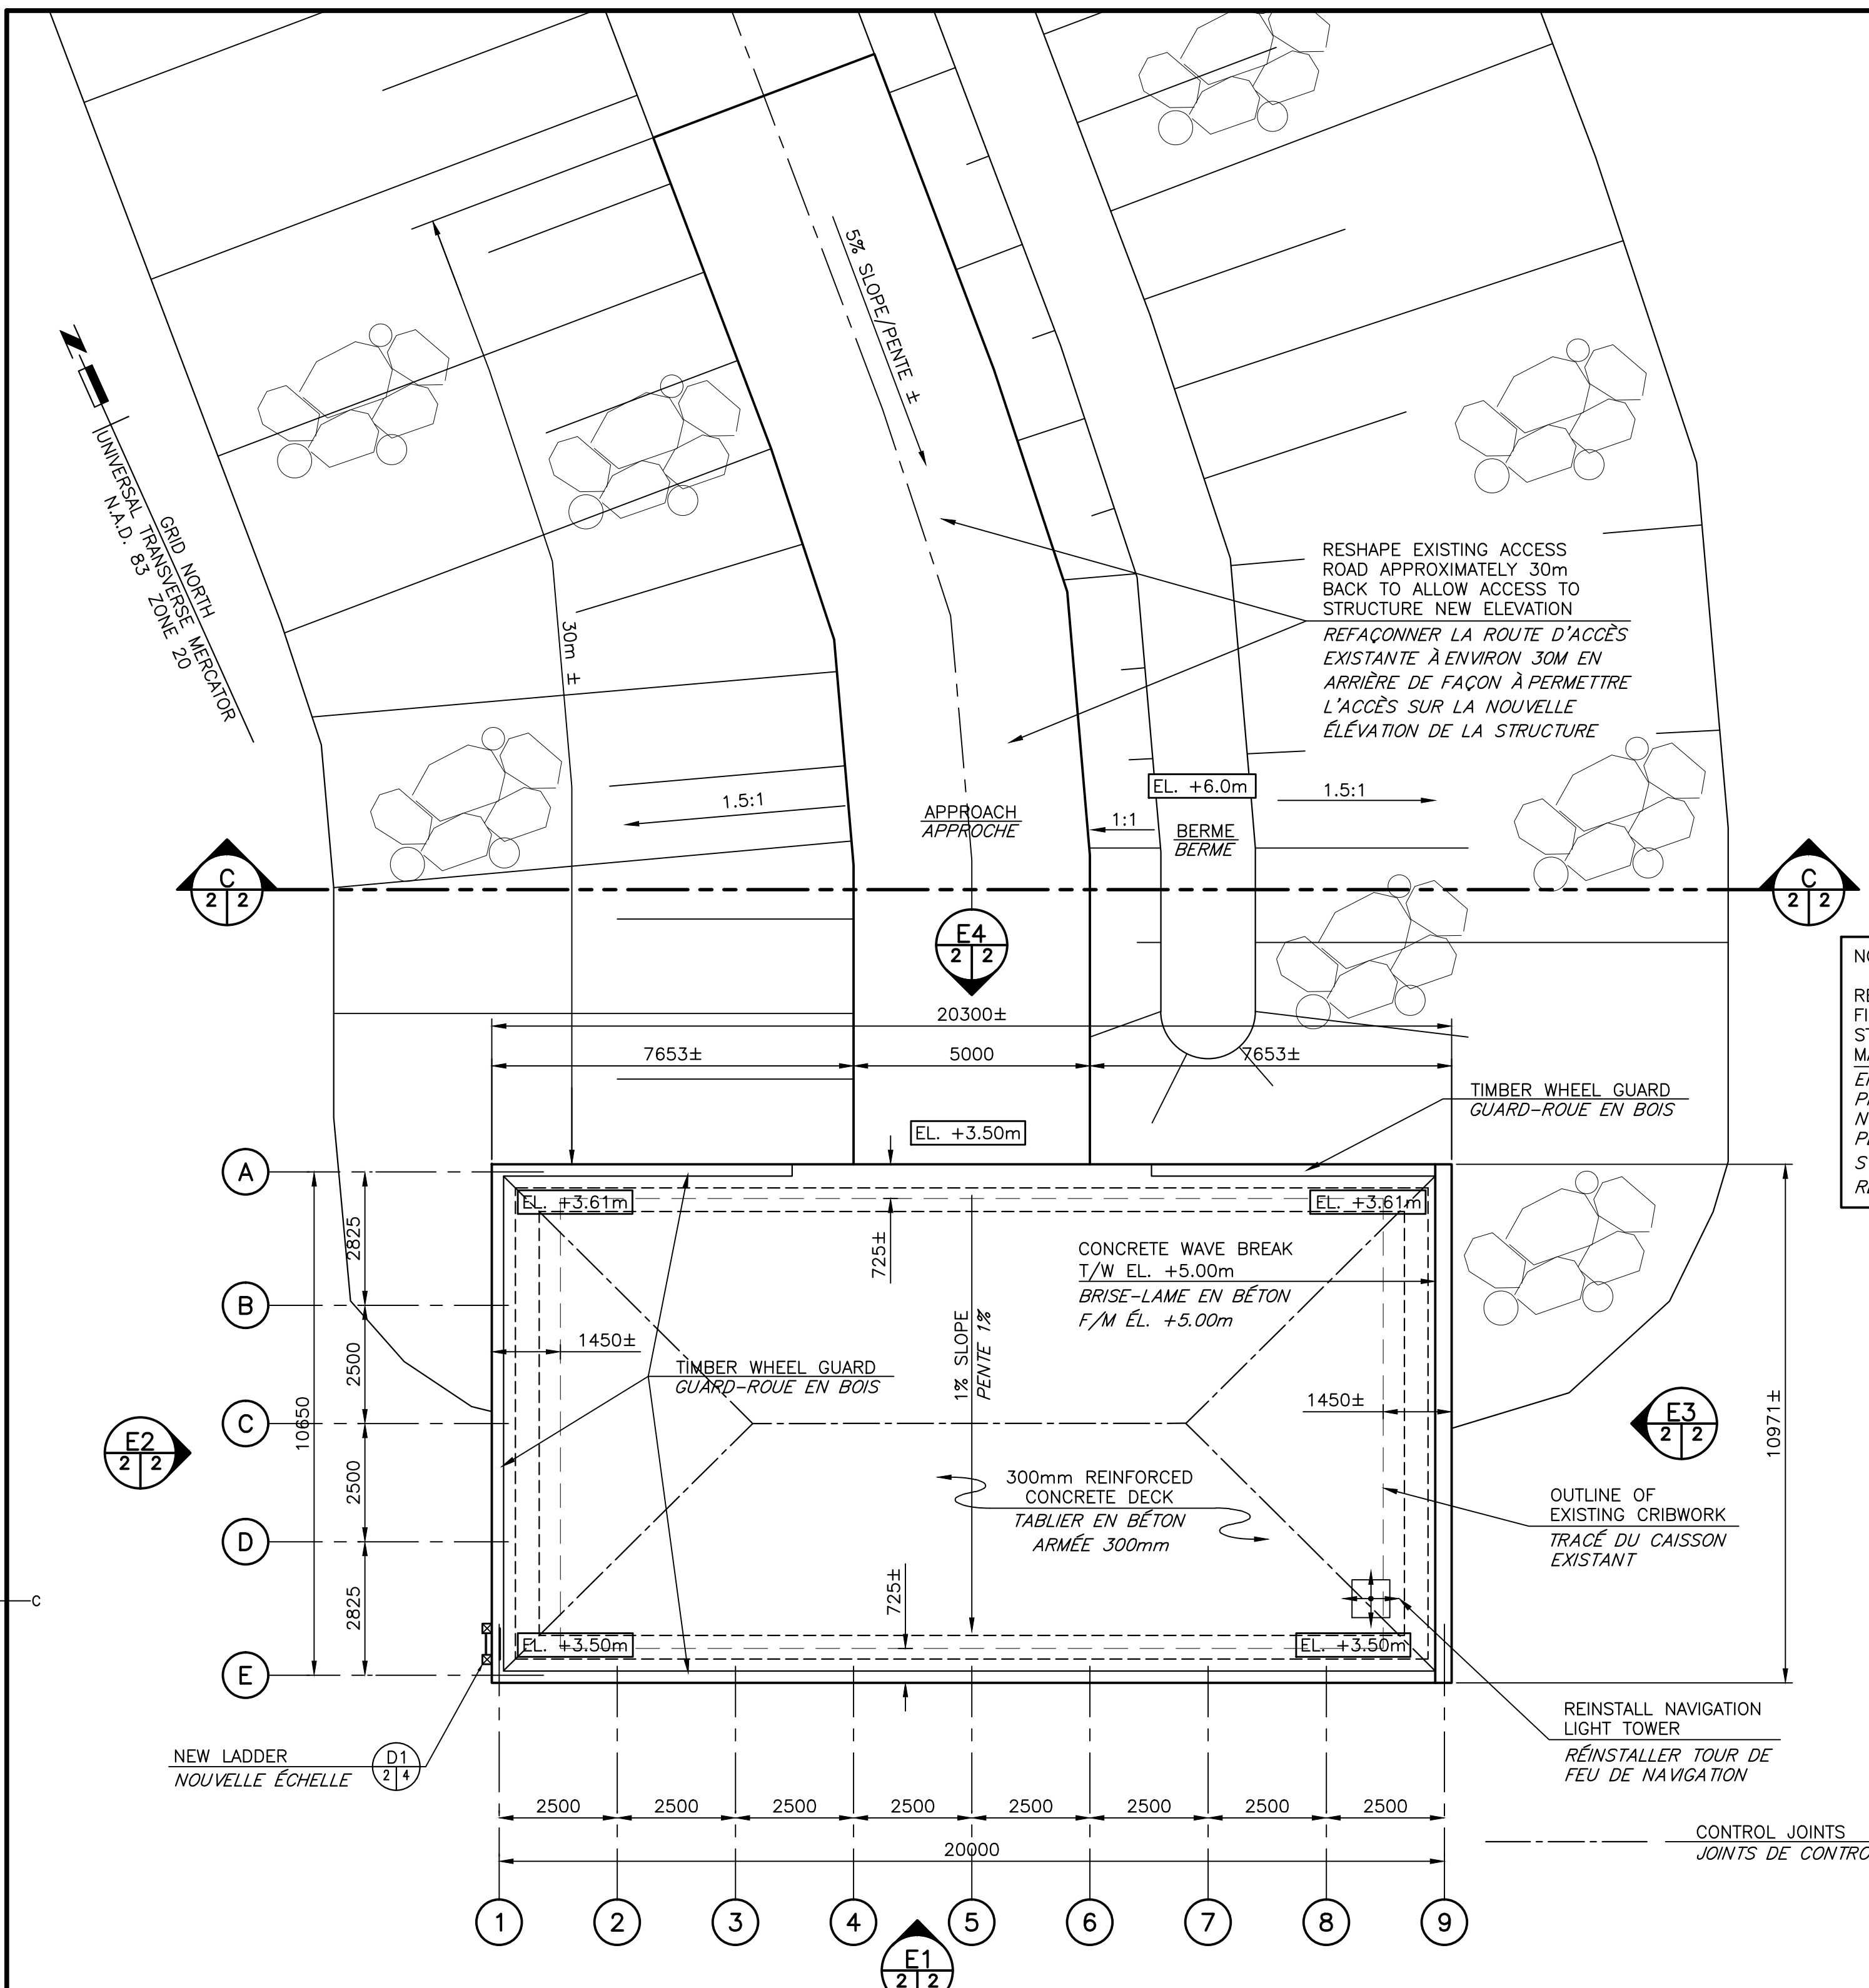 5% SLOPE/PENTE ±
GRID NORTH
UNIVERSAL TRANSVERSE MERCATOR
N.A.D. 83 ZONE 20
30m ±
RESHAPE EXISTING ACCESS
ROAD APPROXIMATELY 30m
BACK TO ALLOW ACCESS TO
STRUCTURE NEW ELEVATION
REFAÇONNER LA ROUTE D'ACCÈS
EXISTANTE À ENVIRON 30M EN
ARRIÈRE DE FAÇON À PERMETTRE
L'ACCÈS SUR LA NOUVELLE
ÉLÉVATION DE LA STRUCTURE
EL. +6.0m
1.5:1
1.5:1
APPROACH
APPROCHE
1:1
BERME
BERME
C
2 2
C
2 2
E4
2 2
20300±
7653±
5000
7653±
TIMBER WHEEL GUARD
GUARD-ROUE EN BOIS
EL. +3.50m
A
B
C
D
E
2825
2500
2500
2825
10650
EL. +3.61m
EL. +3.61m
725±
CONCRETE WAVE BREAK
T/W EL. +5.00m
BRISE-LAME EN BÉTON
F/M ÉL. +5.00m
1450±
TIMBER WHEEL GUARD
GUARD-ROUE EN BOIS
1% SLOPE
PENTE 1%
1450±
10971±
E2
2 2
E3
2 2
300mm REINFORCED
CONCRETE DECK
TABLIER EN BÉTON
ARMÉE 300mm
OUTLINE OF
EXISTING CRIBWORK
TRACÉ DU CAISSON
EXISTANT
725±
C
EL. +3.50m
EL. +3.50m
NEW LADDER
NOUVELLE ÉCHELLE
D1
2 4
REINSTALL NAVIGATION
LIGHT TOWER
RÉINSTALLER TOUR DE
FEU DE NAVIGATION
2500 2500 2500 2500 2500 2500 2500 2500
20000
CONTROL JOINTS
JOINTS DE
1 2 3 4 5 6 7 8 9
E1
2 2